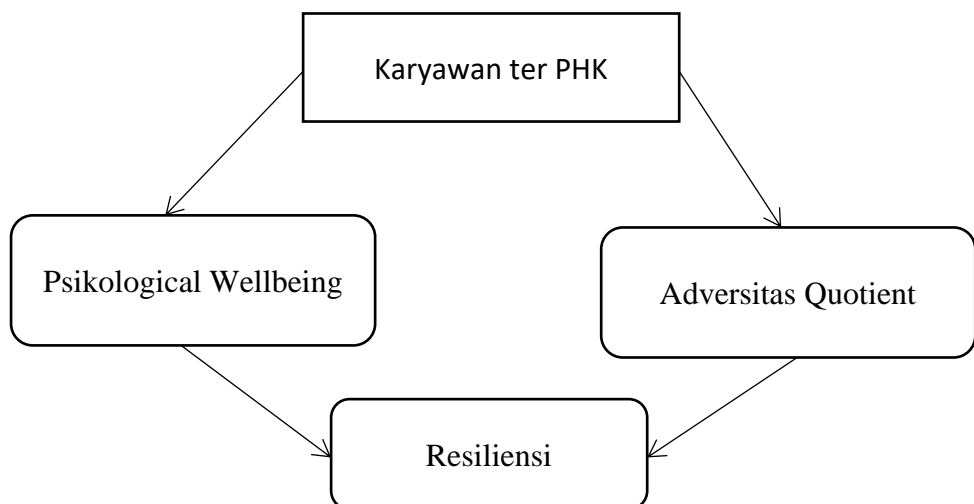 Karyawan ter PHK
Psikological Wellbeing
Adversitas Quotient
Resiliensi